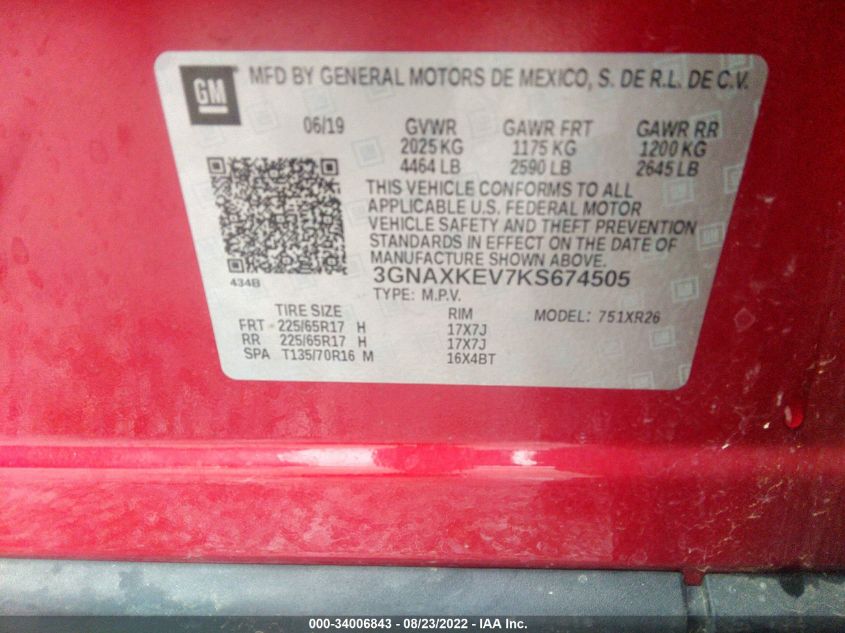 GM MFD BY GENERAL MOTORS DE MEXICO, S. DE R.L. DE C.V.
06/19 GVWR GAWR FRT GAWR RR
2025 KG 1175 KG 1200 KG
4464 LB 2590 LB 2645 LB
THIS VEHICLE CONFORMS TO ALL
APPLICABLE U.S. FEDERAL MOTOR
VEHICLE SAFETY AND THEFT PREVENTION
STANDARDS IN EFFECT ON THE DATE OF
MANUFACTURE SHOWN ABOVE.
434B 3GNAXKEV7KS674505
TYPE: M.P.V.
TIRE SIZE RIM MODEL: 751XR26
FRT 225/65R17 H 17X7J
RR 225/65R17 H 17X7J
SPA T135/70R16 M 16X4BT
000-34006843 - 08/23/2022 - IAA Inc.